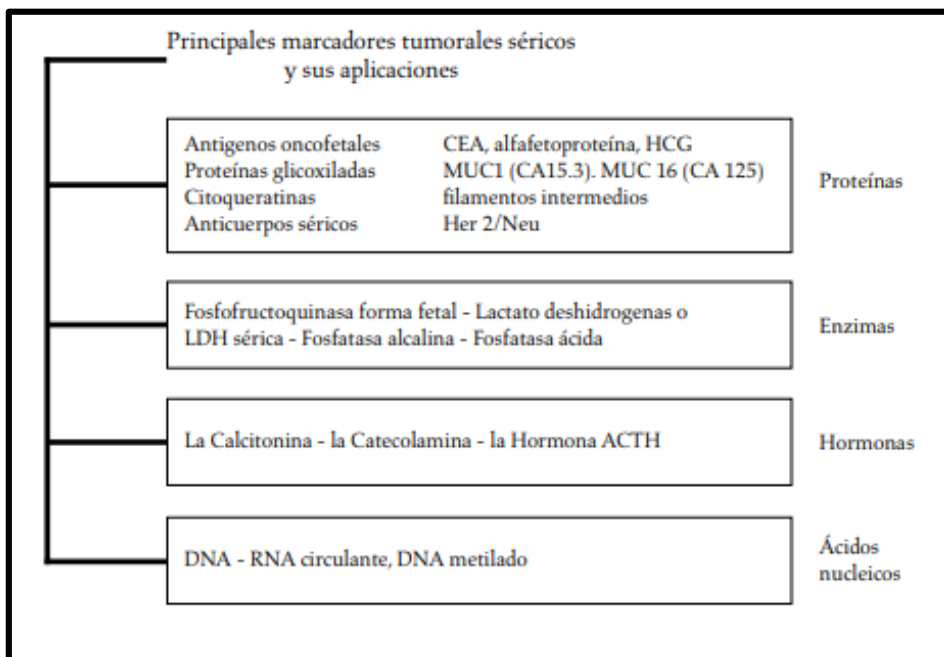 Principales marcadores tumorales séricos
y sus aplicaciones
Antigenos oncofetales CEA, alfafetoproteína, HCG
Proteínas glicoxiladas MUC1 (CA15.3). MUC 16 (CA 125)
Citoqueratinas filamentos intermedios
Anticuerpos séricos Her 2/Neu
Proteínas
Fosfofructoquinasa forma fetal - Lactato deshidrogenas o
LDH sérica - Fosfatasa alcalina - Fosfatasa ácida
Enzimas
La Calcitonina - la Catecolamina - la Hormona ACTH
Hormonas
DNA - RNA circulante, DNA metilado
Ácidos
nucleicos